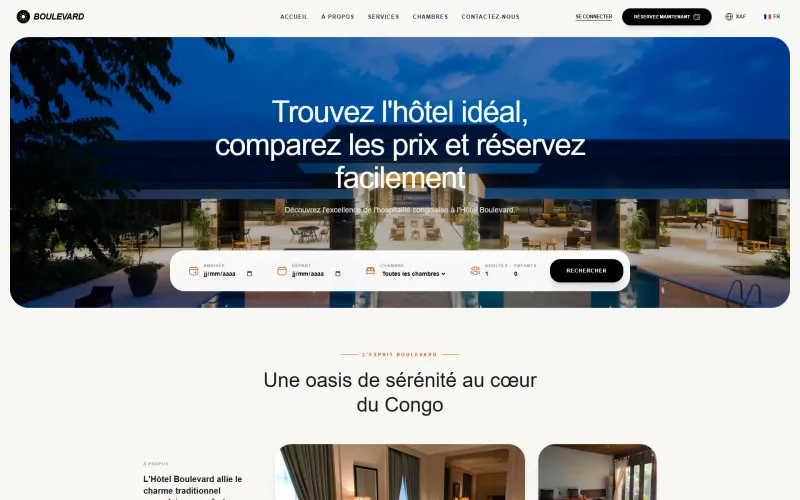 BOULEVARD
ACCUEIL
À PROPOS
SERVICES
CHAMBRES
CONTACTEZ-NOUS
SE CONNECTER
RÉSERVEZ MAINTENANT
XAF
FR
Trouvez l'hôtel idéal,
comparez les prix et réservez
facilement
Découvrez l'excellence de l'hospitalité congolaise à l'Hôtel Boulevard.
ARRIVÉE
jj/mm/aaaa
DÉPART
jj/mm/aaaa
CHAMBRE
Toutes les chambres
ADULTES
1
ENFANTS
0
RECHERCHER
L'ESPRIT BOULEVARD
Une oasis de sérénité au cœur
du Congo
À PROPOS
L'Hôtel Boulevard allie le
charme traditionnel